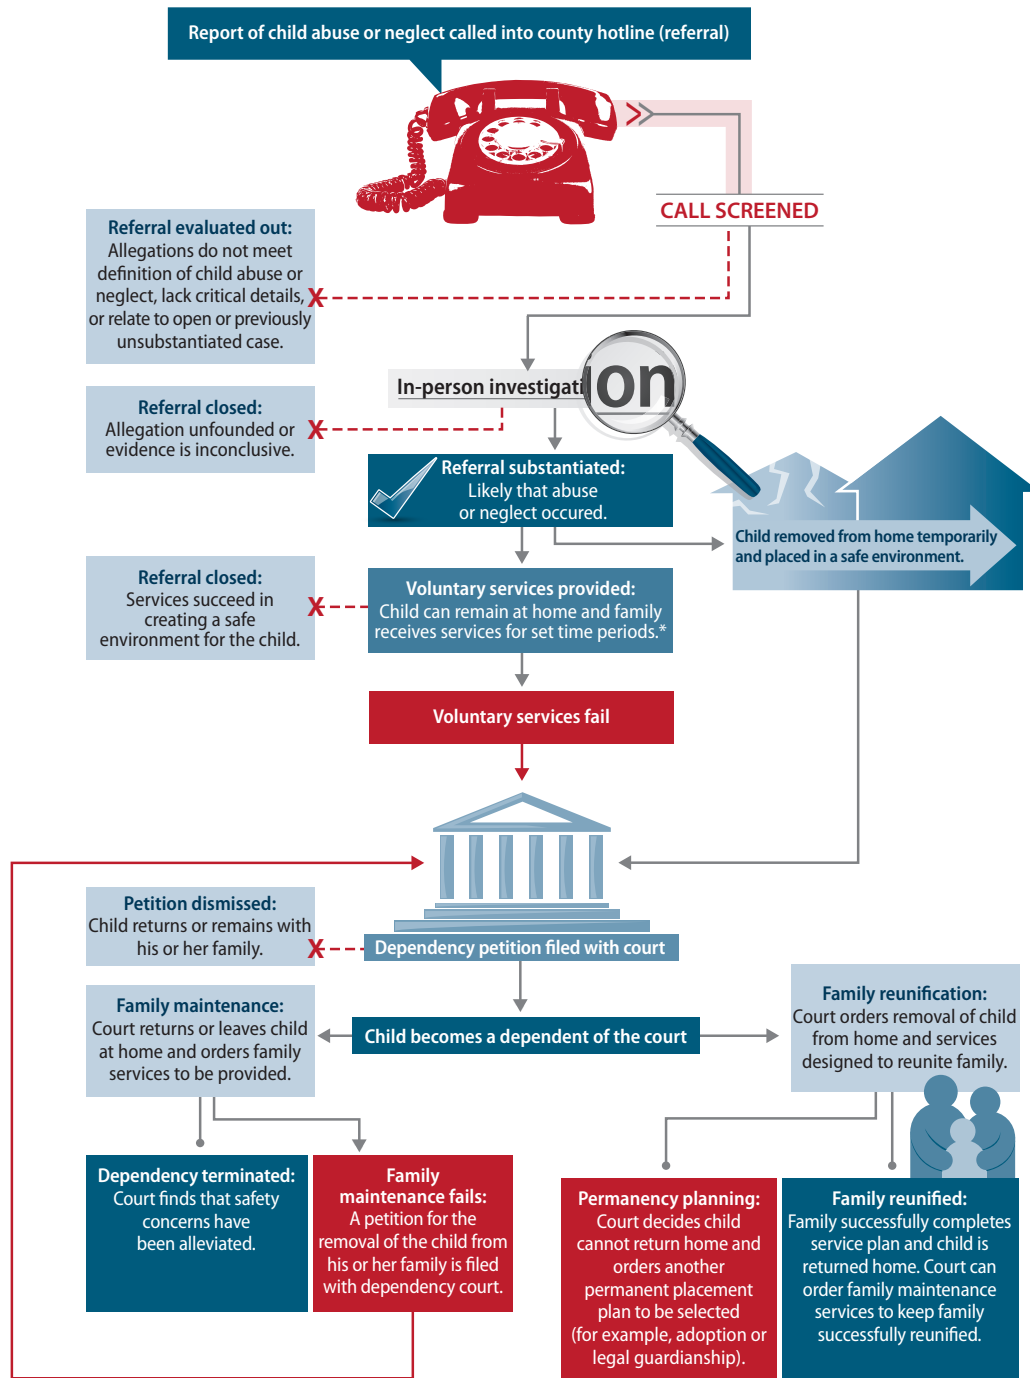 Report of child abuse or neglect called into county hotline (referral)
CALL SCREENED
Referral evaluated out:
Allegations do not meet
definition of child abuse or
neglect, lack critical details,
or relate to open or previously
unsubstantiated case.
In-person investigation
Referral closed:
Allegation unfounded or
evidence is inconclusive.
Referral substantiated:
Likely that abuse
or neglect occured.
Child removed from home temporarily
and placed in a safe environment.
Referral closed:
Services succeed in
creating a safe
environment for the child.
Voluntary services provided:
Child can remain at home and family
receives services for set time periods.*
Voluntary services fail
Petition dismissed:
Child returns or remains with
his or her family.
Dependency petition filed with court
Family maintenance:
Court returns or leaves child
at home and orders family
services to be provided.
Child becomes a dependent of the court
Family reunification:
Court orders removal of child
from home and services
designed to reunite family.
Dependency terminated:
Court finds that safety
concerns have
been alleviated.
Family
maintenance fails:
A petition for the
removal of the child from
his or her family is filed
with dependency court.
Permanency planning:
Court decides child
cannot return home and
orders another
permanent placement
plan to be selected
(for example, adoption or
legal guardianship).
Family reunified:
Family successfully completes
service plan and child is
returned home. Court can
order family maintenance
services to keep family
successfully reunified.